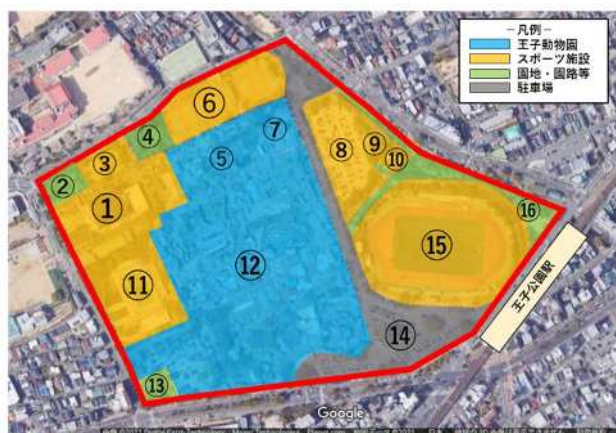 －凡例－
王子動物園
スポーツ施設
園地・園路等
駐車場
⑥
④
⑦
③
⑤
⑨
⑧
⑩
②
①
⑯
⑮
⑫
⑪
王子公園駅
⑭
⑬
Google